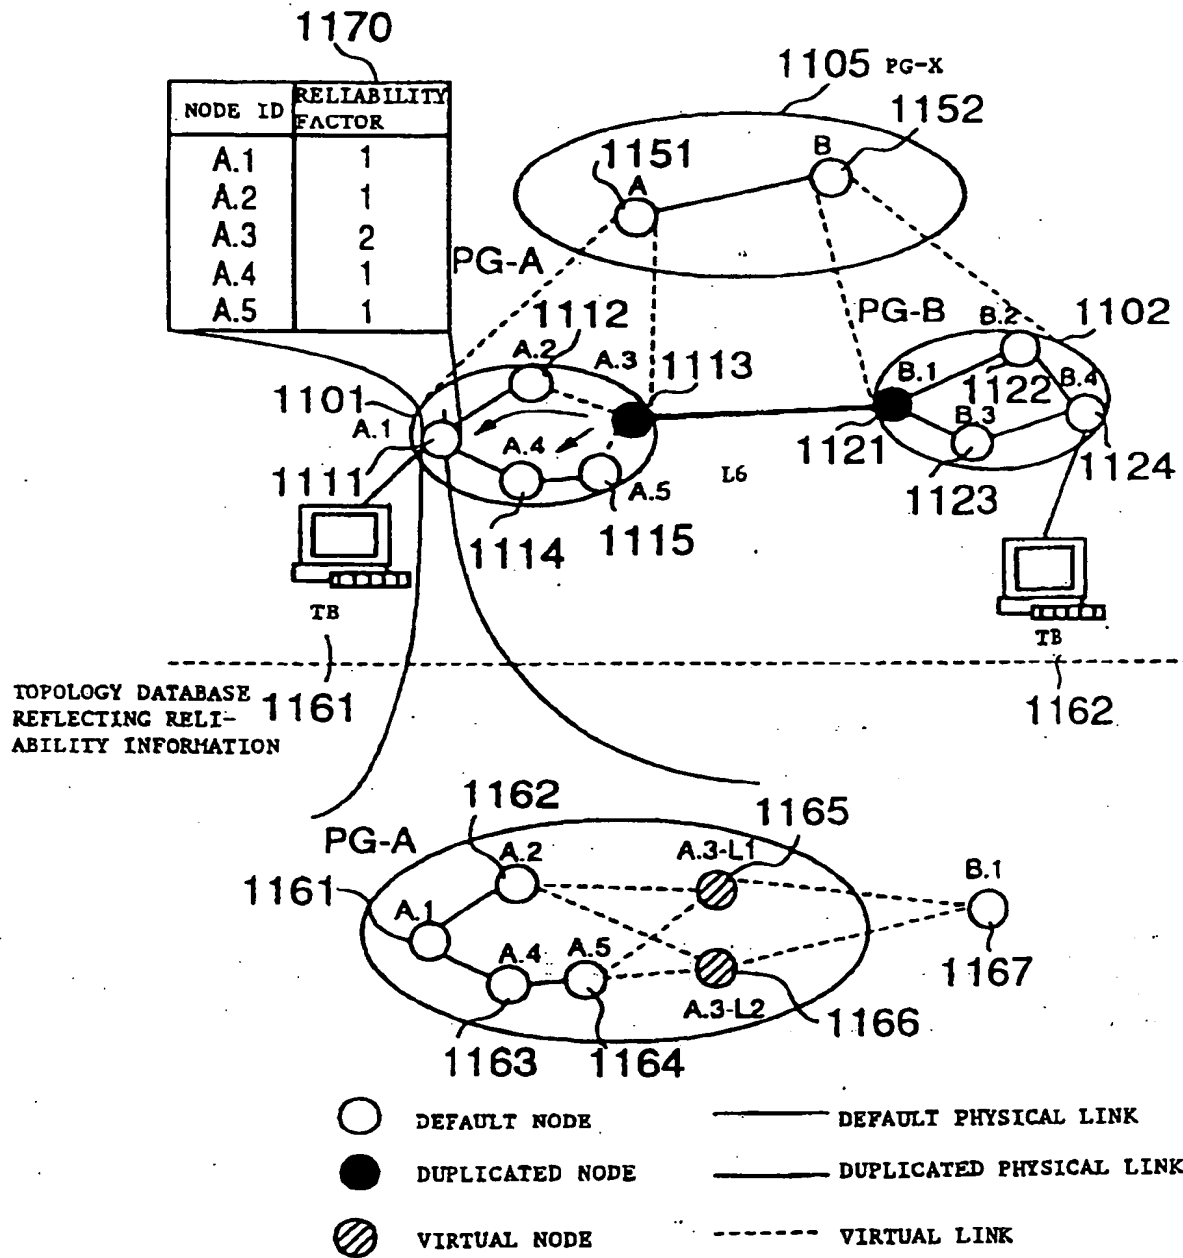 1170
NODE ID RELIABILITY FACTOR
A.1 1
A.2 1
A.3 2
A.4 1
A.5 1
1105 PG-X
1152
1151
B
A
PG-A
PG-B
1112
A.2
A.3
1113
1101
A.1
1111
A.4
A.5
1114
1115
L6
B.2
1102
B.1
1122
B.4
B.3
1121
1123
1124
TB
TB
1161
1162
TOPOLOGY DATABASE
REFLECTING RELI-
ABILITY INFORMATION
1162
1165
PG-A
A.2
A.3-L1
B.1
1161
A.1
A.4
A.5
1167
A.3-L2
1166
1163
1164
DEFAULT NODE
DEFAULT PHYSICAL LINK
DUPLICATED NODE
DUPLICATED PHYSICAL LINK
VIRTUAL NODE
VIRTUAL LINK